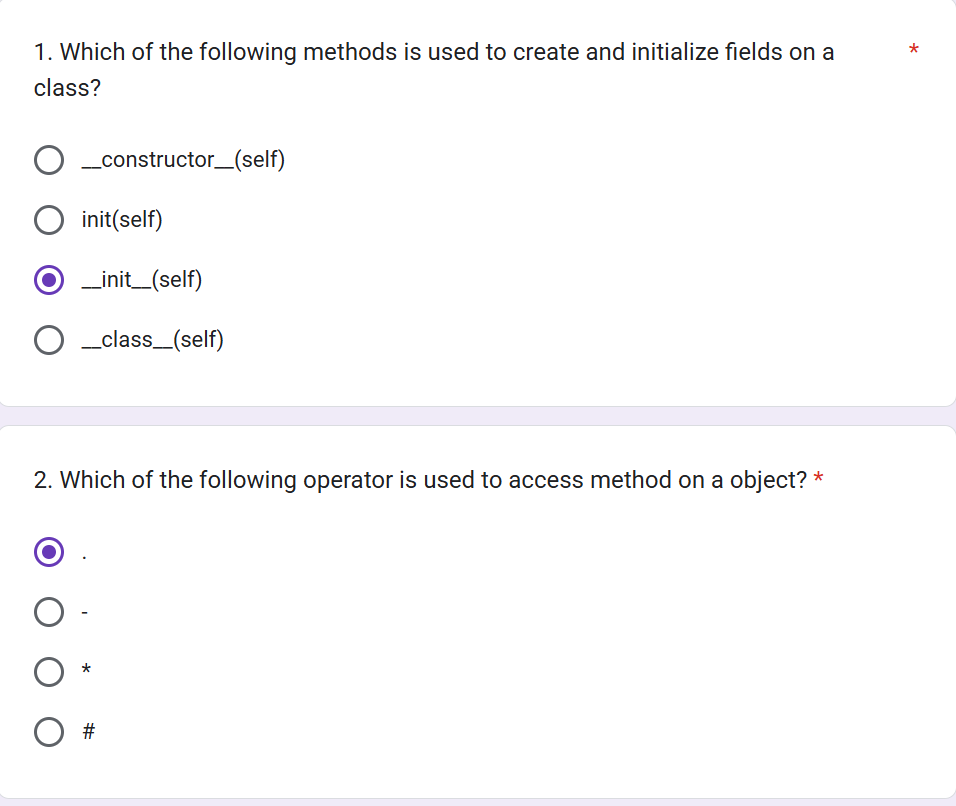 1. Which of the following methods is used to create and initialize fields on a *
class?
__constructor__(self)
init(self)
__init__(self)
__class__(self)
2. Which of the following operator is used to access method on a object? *
.
-
*
#